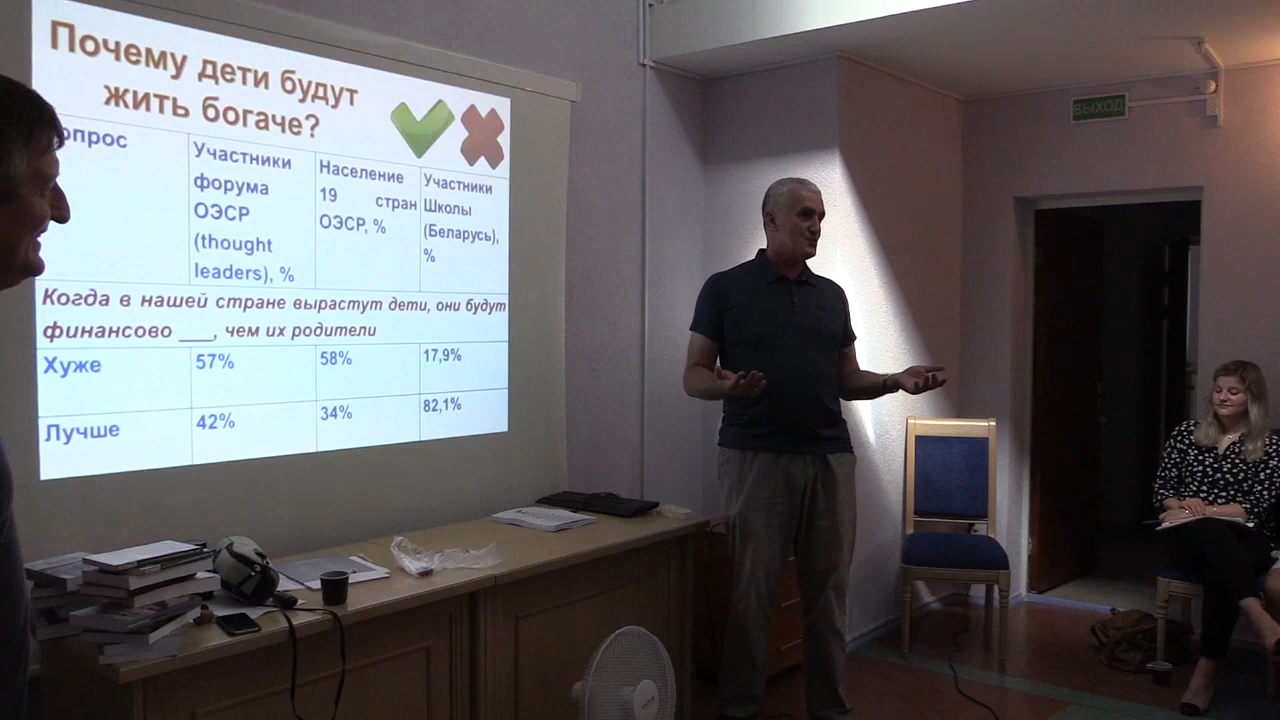 Почему дети будут
жить богаче?
опрос
Участники
форума
ОЭСР
(thought
leaders), %
Население
19 стран
ОЭСР, %
Участники
Школы
(Беларусь),
%
Когда в нашей стране вырастут дети, они будут
финансово ___, чем их родители
Хуже 57% 58% 17,9%
Лучше 42% 34% 82,1%
ВЫХОД